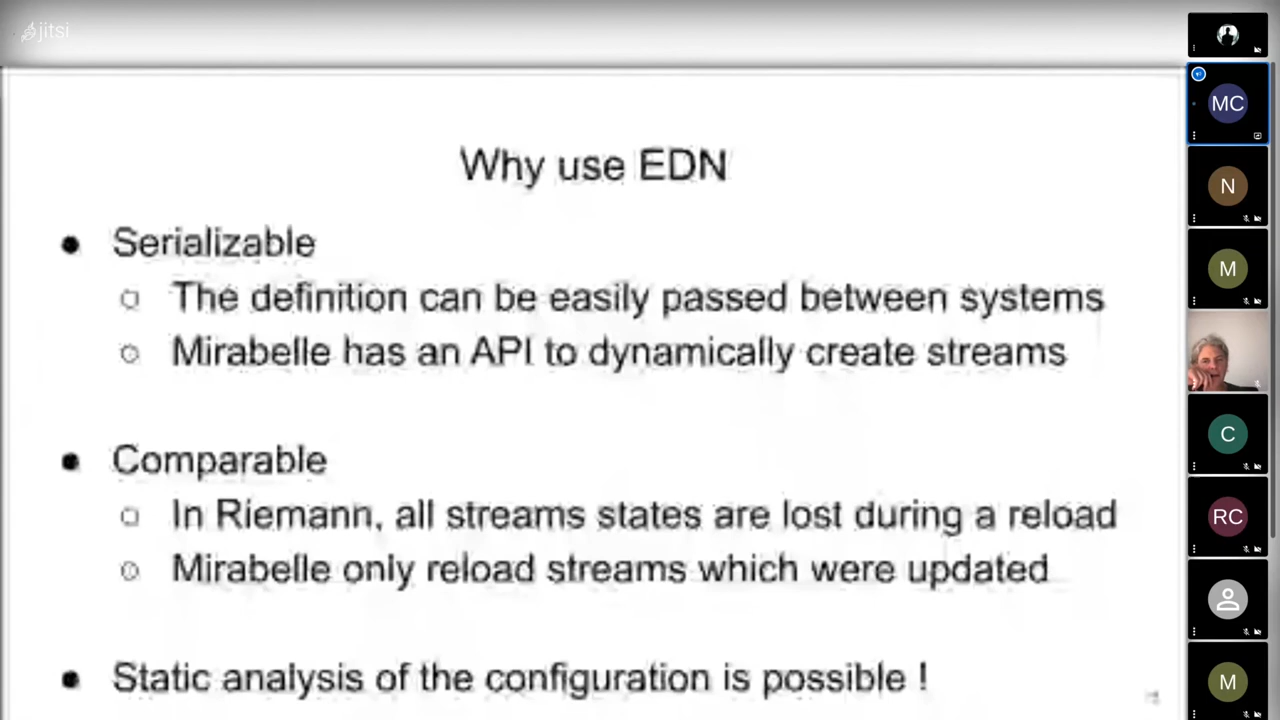 jitsi
Why use EDN
● Serializable
○ The definition can be easily passed between systems
○ Mirabelle has an API to dynamically create streams
● Comparable
○ In Riemann, all streams states are lost during a reload
○ Mirabelle only reload streams which were updated
● Static analysis of the configuration is possible !
MC
N
M
C
RC
M